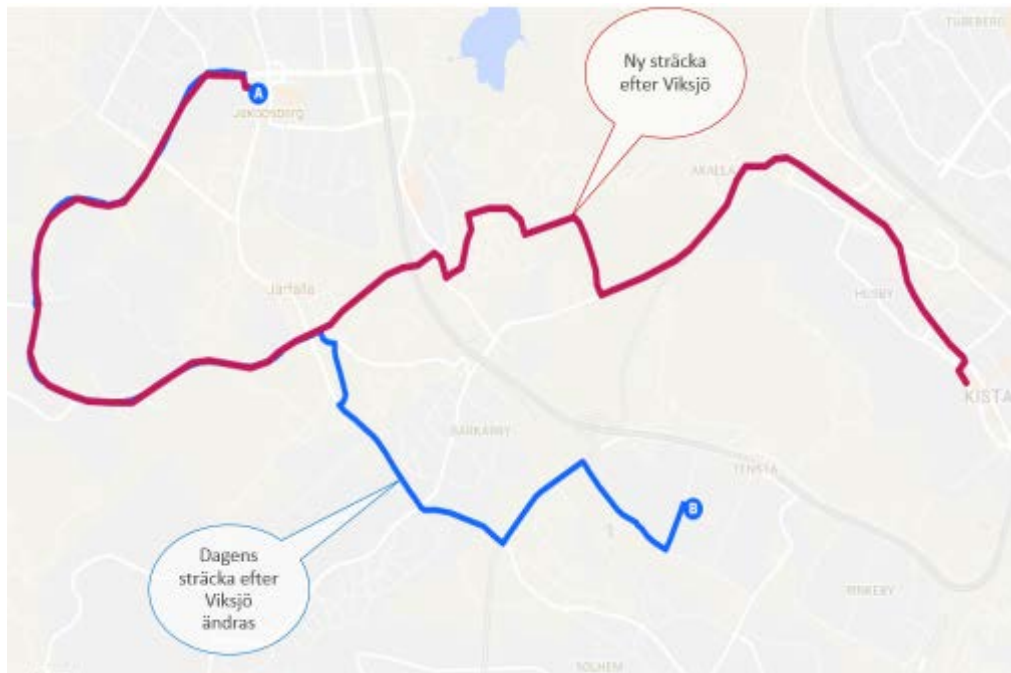 TUREBERG
Ny sträcka
efter Viksjö
A
Jakobsberg
AKALLA
Järfälla
HUSBY
KISTA
BARKARBY
TENSTA
B
Dagens
sträcka efter
Viksjö
ändras
RINKEBY
SOLHEM